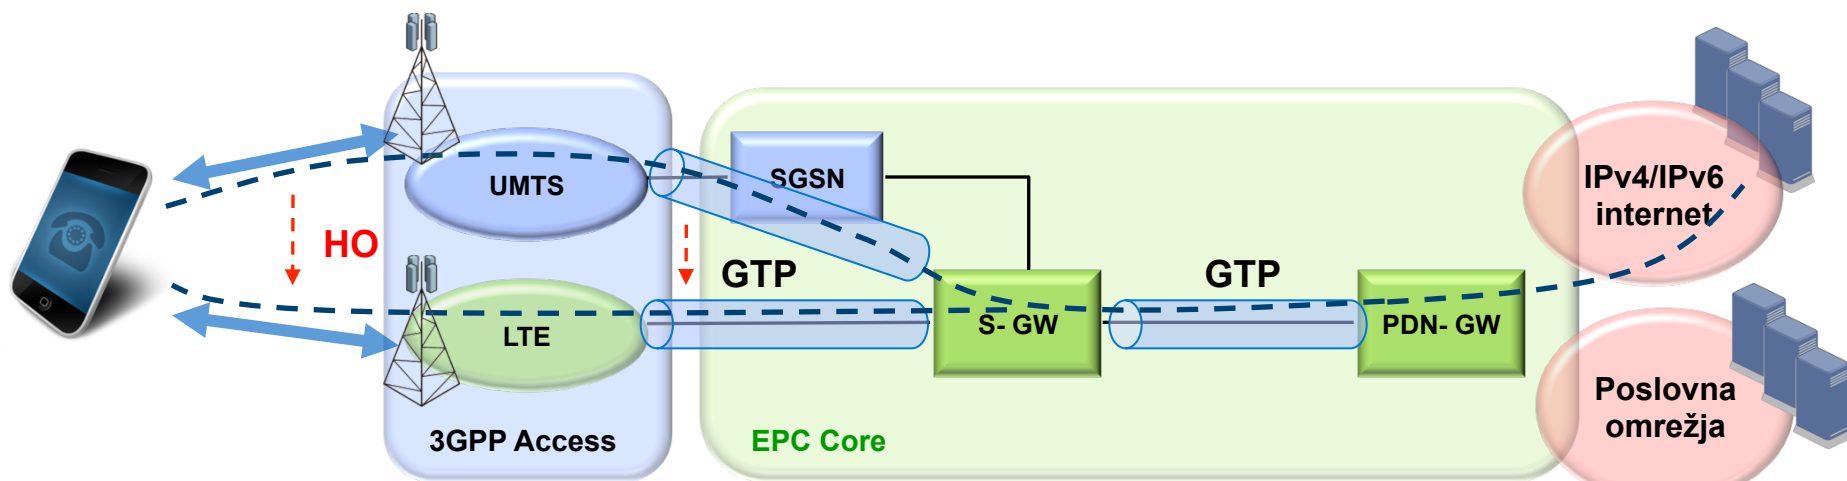 UMTS
SGSN
IPv4/IPv6
internet
HO
GTP
GTP
LTE
S- GW
PDN- GW
3GPP Access
EPC Core
Poslovna
omrežja